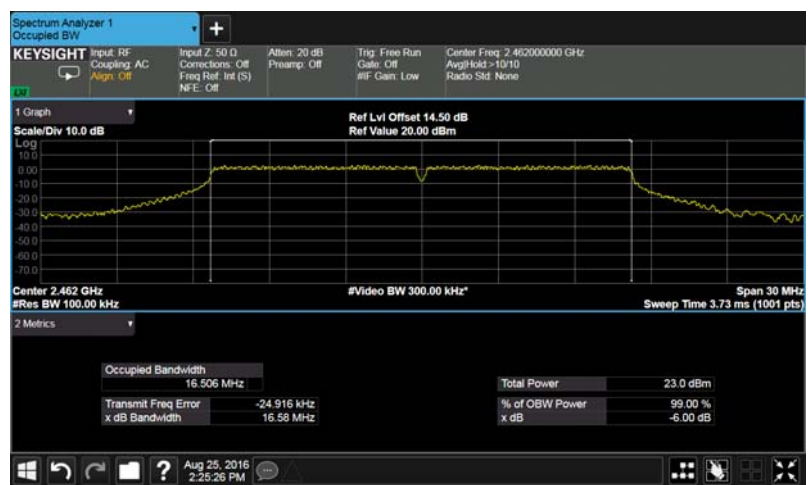 Spectrum Analyzer 1
Occupied BW
+
KEYSIGHT
Input: RF
Coupling: AC
Align: Off
Input Z: 50 Ω
Corrections: Off
Freq Ref: Int (S)
NFE: Off
Atten: 20 dB
Preamp: Off
Trig: Free Run
Gate: Off
#IF Gain: Low
Center Freq: 2.462000000 GHz
Avg|Hold:>10/10
Radio Std: None
LXI
1 Graph
Scale/Div 10.0 dB
Ref Lvl Offset 14.50 dB
Ref Value 20.00 dBm
Log
10.0
0.00
-10.0
-20.0
-30.0
-40.0
-50.0
-60.0
-70.0
Center 2.462 GHz
#Video BW 300.00 kHz*
Span 30 MHz
#Res BW 100.00 kHz
Sweep Time 3.73 ms (1001 pts)
2 Metrics
Occupied Bandwidth
16.506 MHz
Total Power 23.0 dBm
Transmit Freq Error -24.916 kHz
% of OBW Power 99.00 %
x dB Bandwidth 16.58 MHz
x dB -6.00 dB
?
Aug 25, 2016
2:25:26 PM